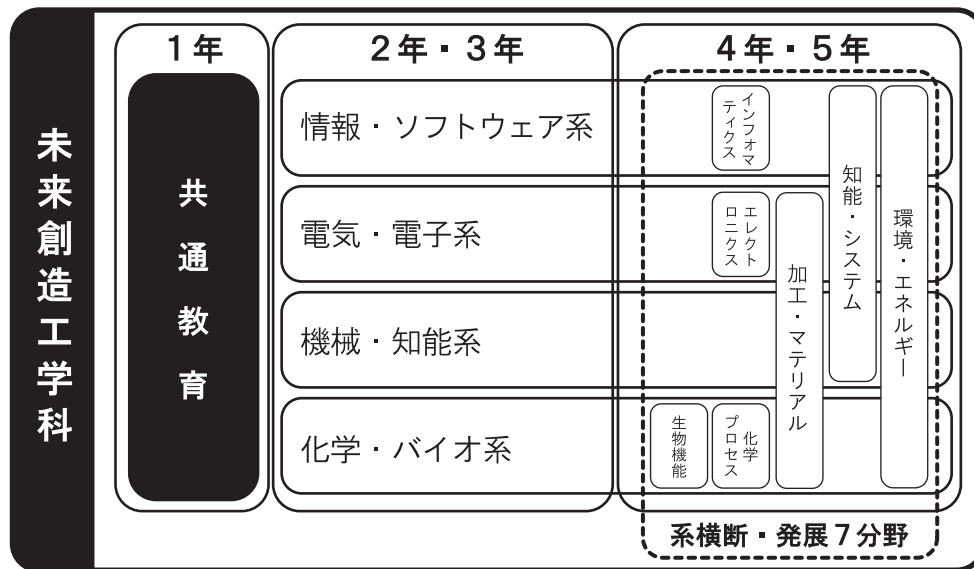 未来創造工学科
1年
2年・3年
4年・5年
共通教育
情報・ソフトウェア系
電気・電子系
機械・知能系
化学・バイオ系
インフォマ
ティクス
エレクト
ロニクス
加工・マテリアル
知能・システム
環境・エネルギー
生物機能
化学
プロセス
系横断・発展7分野